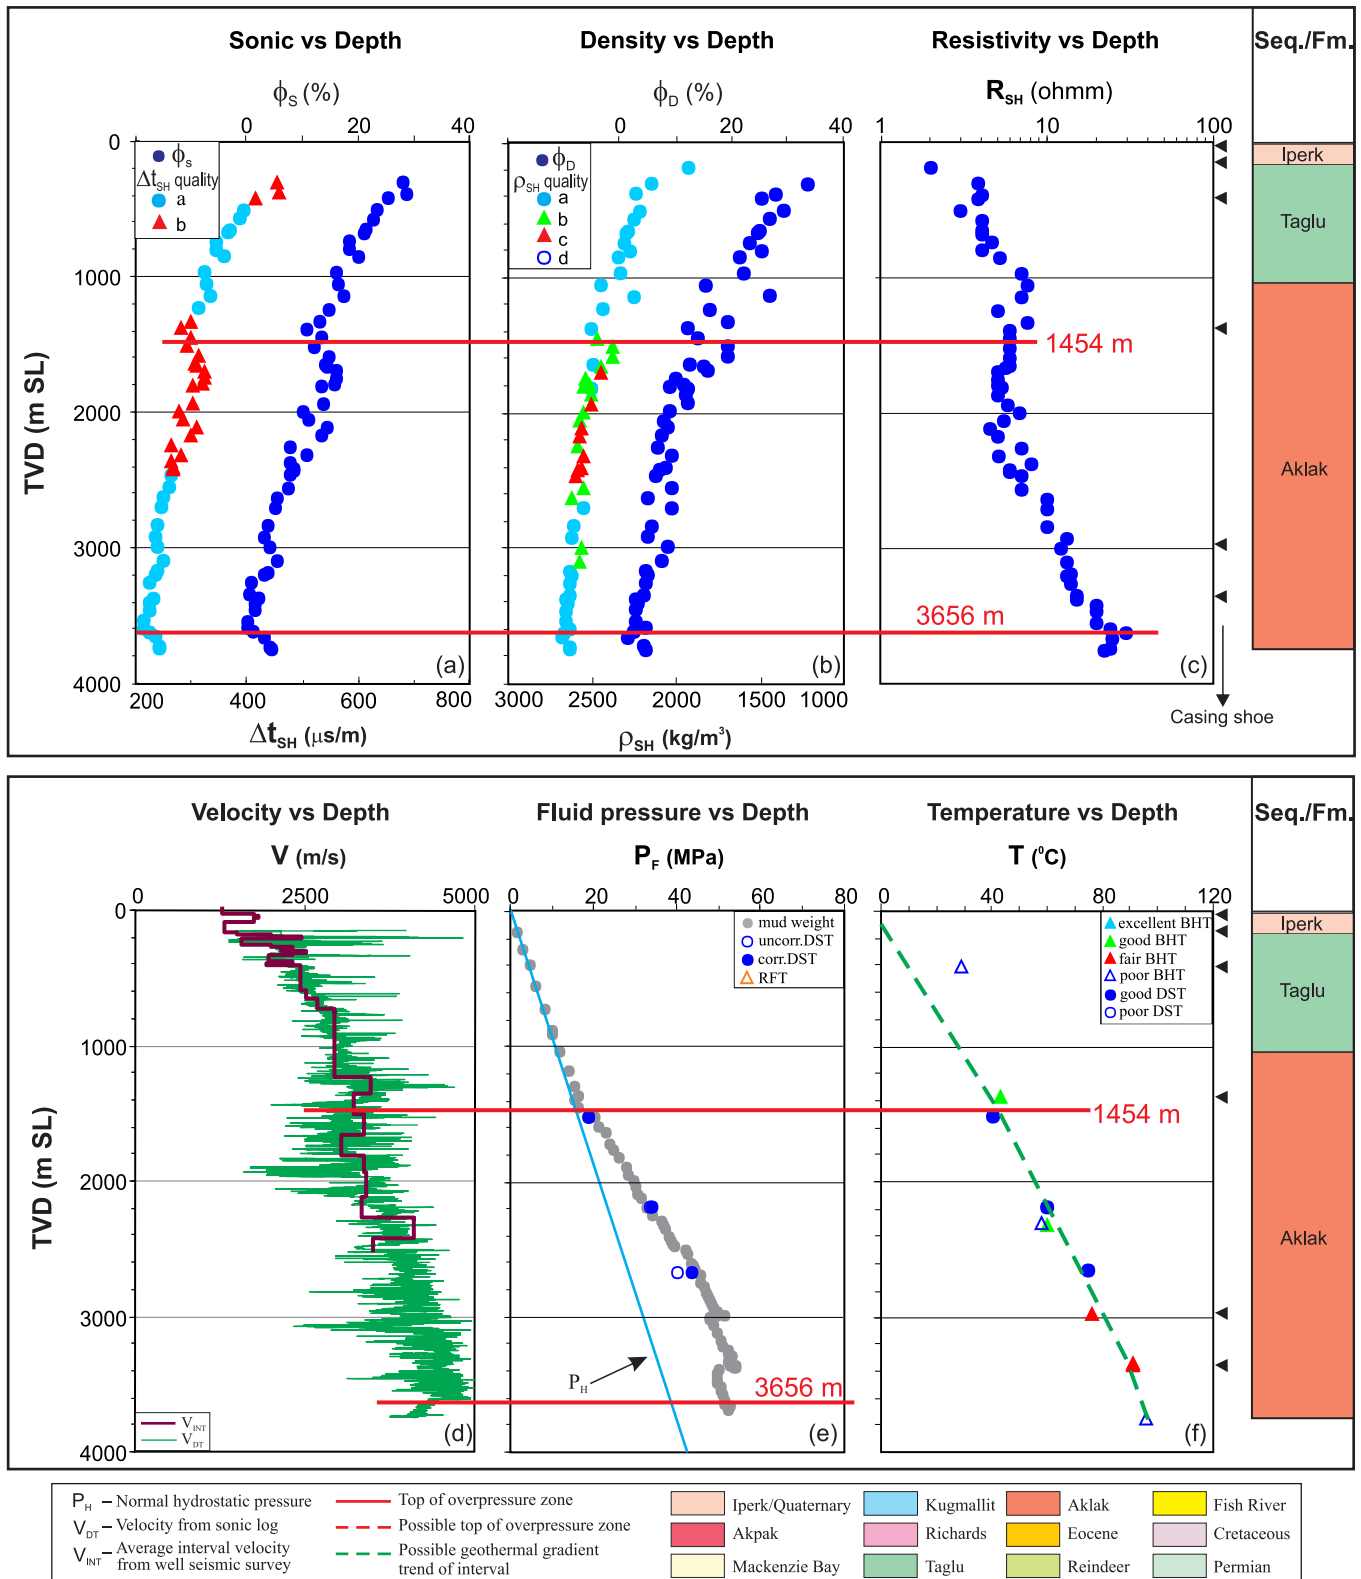 Sonic vs Depth
Density vs Depth
Resistivity vs Depth
Seq./Fm.
ϕS (%)
ϕD (%)
RSH (ohmm)
0 20 40
0 20 40
1 10 100
TVD (m SL)
0
1000
2000
3000
4000
ϕs
ΔtSH quality
a
b
ϕD
ρSH quality
a
b
c
d
Iperk
Taglu
Aklak
1454 m
3656 m
(a)
(b)
(c)
200 400 600 800
3000 2500 2000 1500 1000
Casing shoe
ΔtSH (μs/m)
ρSH (kg/m³)
Velocity vs Depth
Fluid pressure vs Depth
Temperature vs Depth
Seq./Fm.
V (m/s)
PF (MPa)
T (⁰C)
0 2500 5000
0 20 40 60 80
0 40 80 120
TVD (m SL)
0
1000
2000
3000
4000
mud weight
uncorr.DST
corr.DST
RFT
excellent BHT
good BHT
fair BHT
poor BHT
good DST
poor DST
Iperk
Taglu
Aklak
1454 m
PH
3656 m
VINT
VDT
(d)
(e)
(f)
PH – Normal hydrostatic pressure
VDT – Velocity from sonic log
VINT – Average interval velocity
from well seismic survey
Top of overpressure zone
Possible top of overpressure zone
Possible geothermal gradient
trend of interval
Iperk/Quaternary
Kugmallit
Aklak
Fish River
Akpak
Richards
Eocene
Cretaceous
Mackenzie Bay
Taglu
Reindeer
Permian